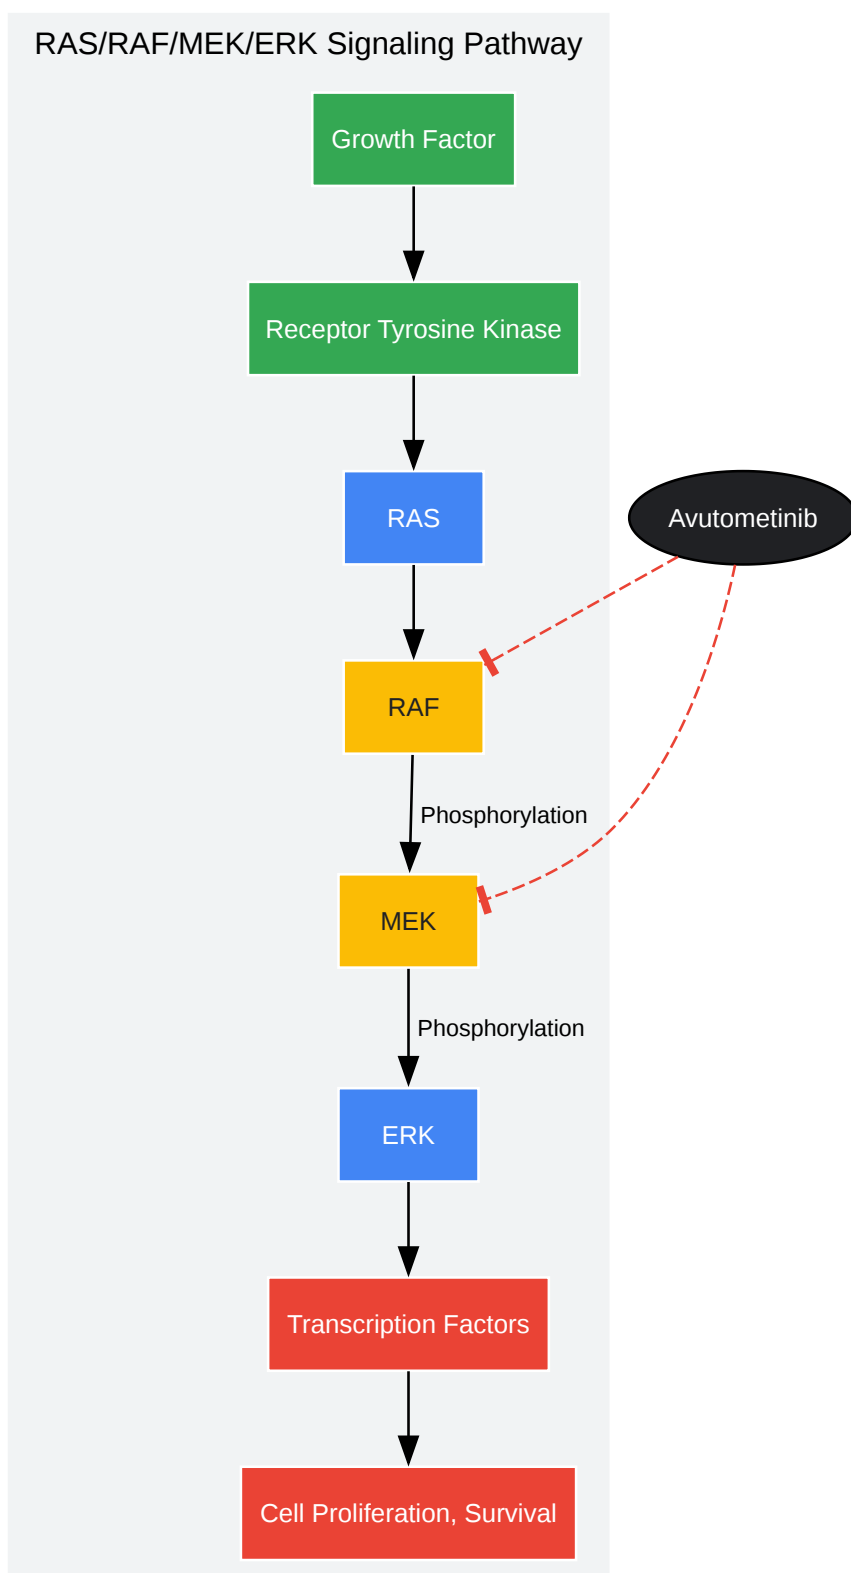 RAS/RAF/MEK/ERK Signaling Pathway
Growth Factor
Receptor Tyrosine Kinase
RAS
Avutometinib
RAF
Phosphorylation
MEK
Phosphorylation
ERK
Transcription Factors
Cell Proliferation, Survival